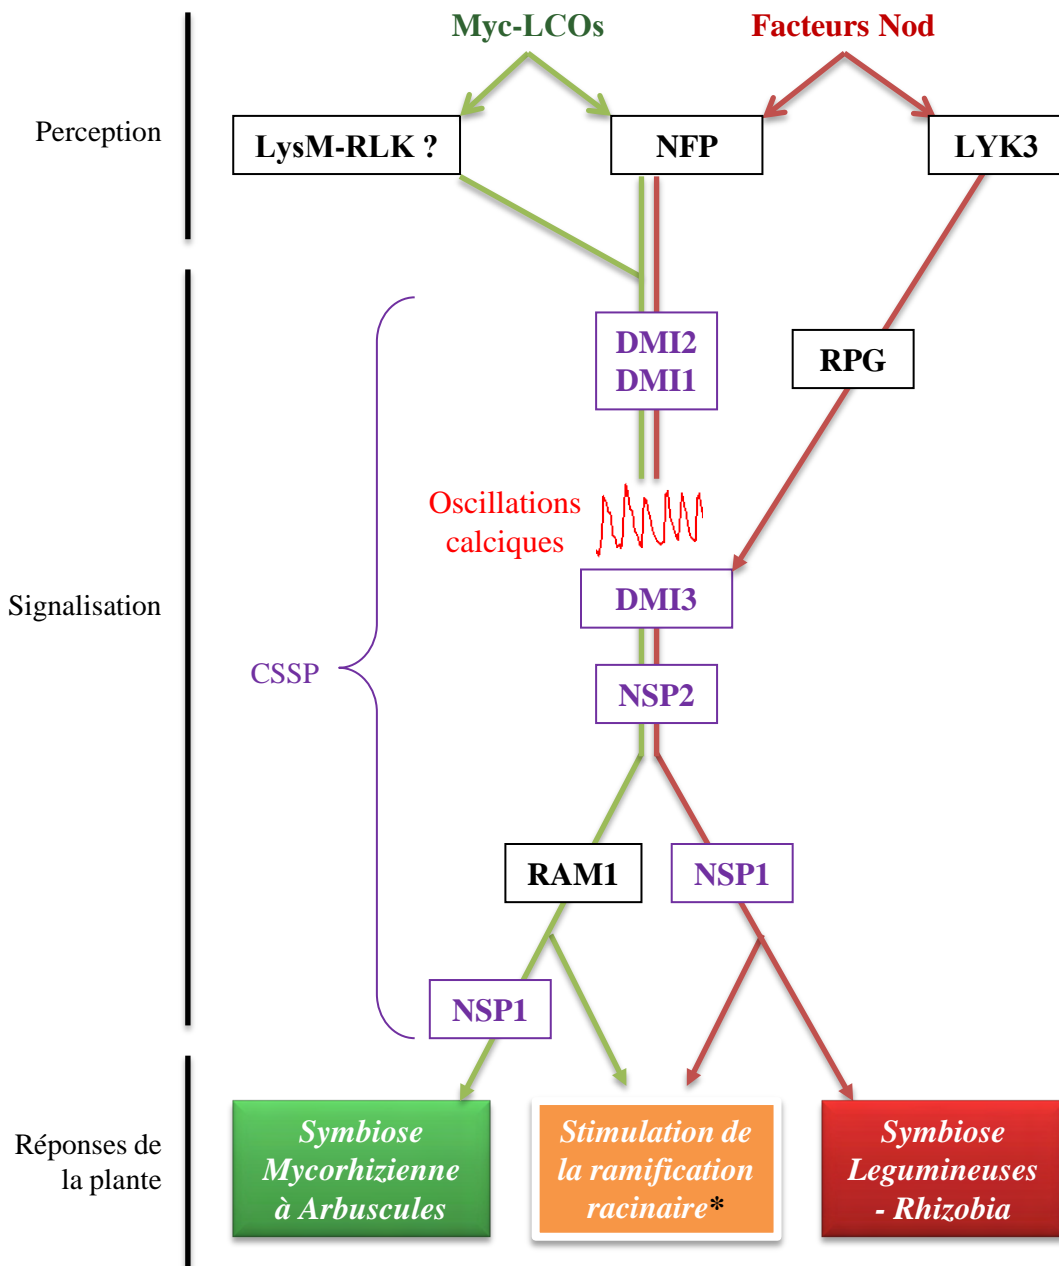 Myc-LCOs
Facteurs Nod
Perception
LysM-RLK ?
NFP
LYK3
DMI2
DMI1
RPG
Oscillations
calciques
Signalisation
DMI3
CSSP
NSP2
RAM1
NSP1
NSP1
Réponses de
la plante
Symbiose
Mycorhizienne
à Arbuscules
Stimulation de
la ramification
racinaire*
Symbiose
Legumineuses
- Rhizobia